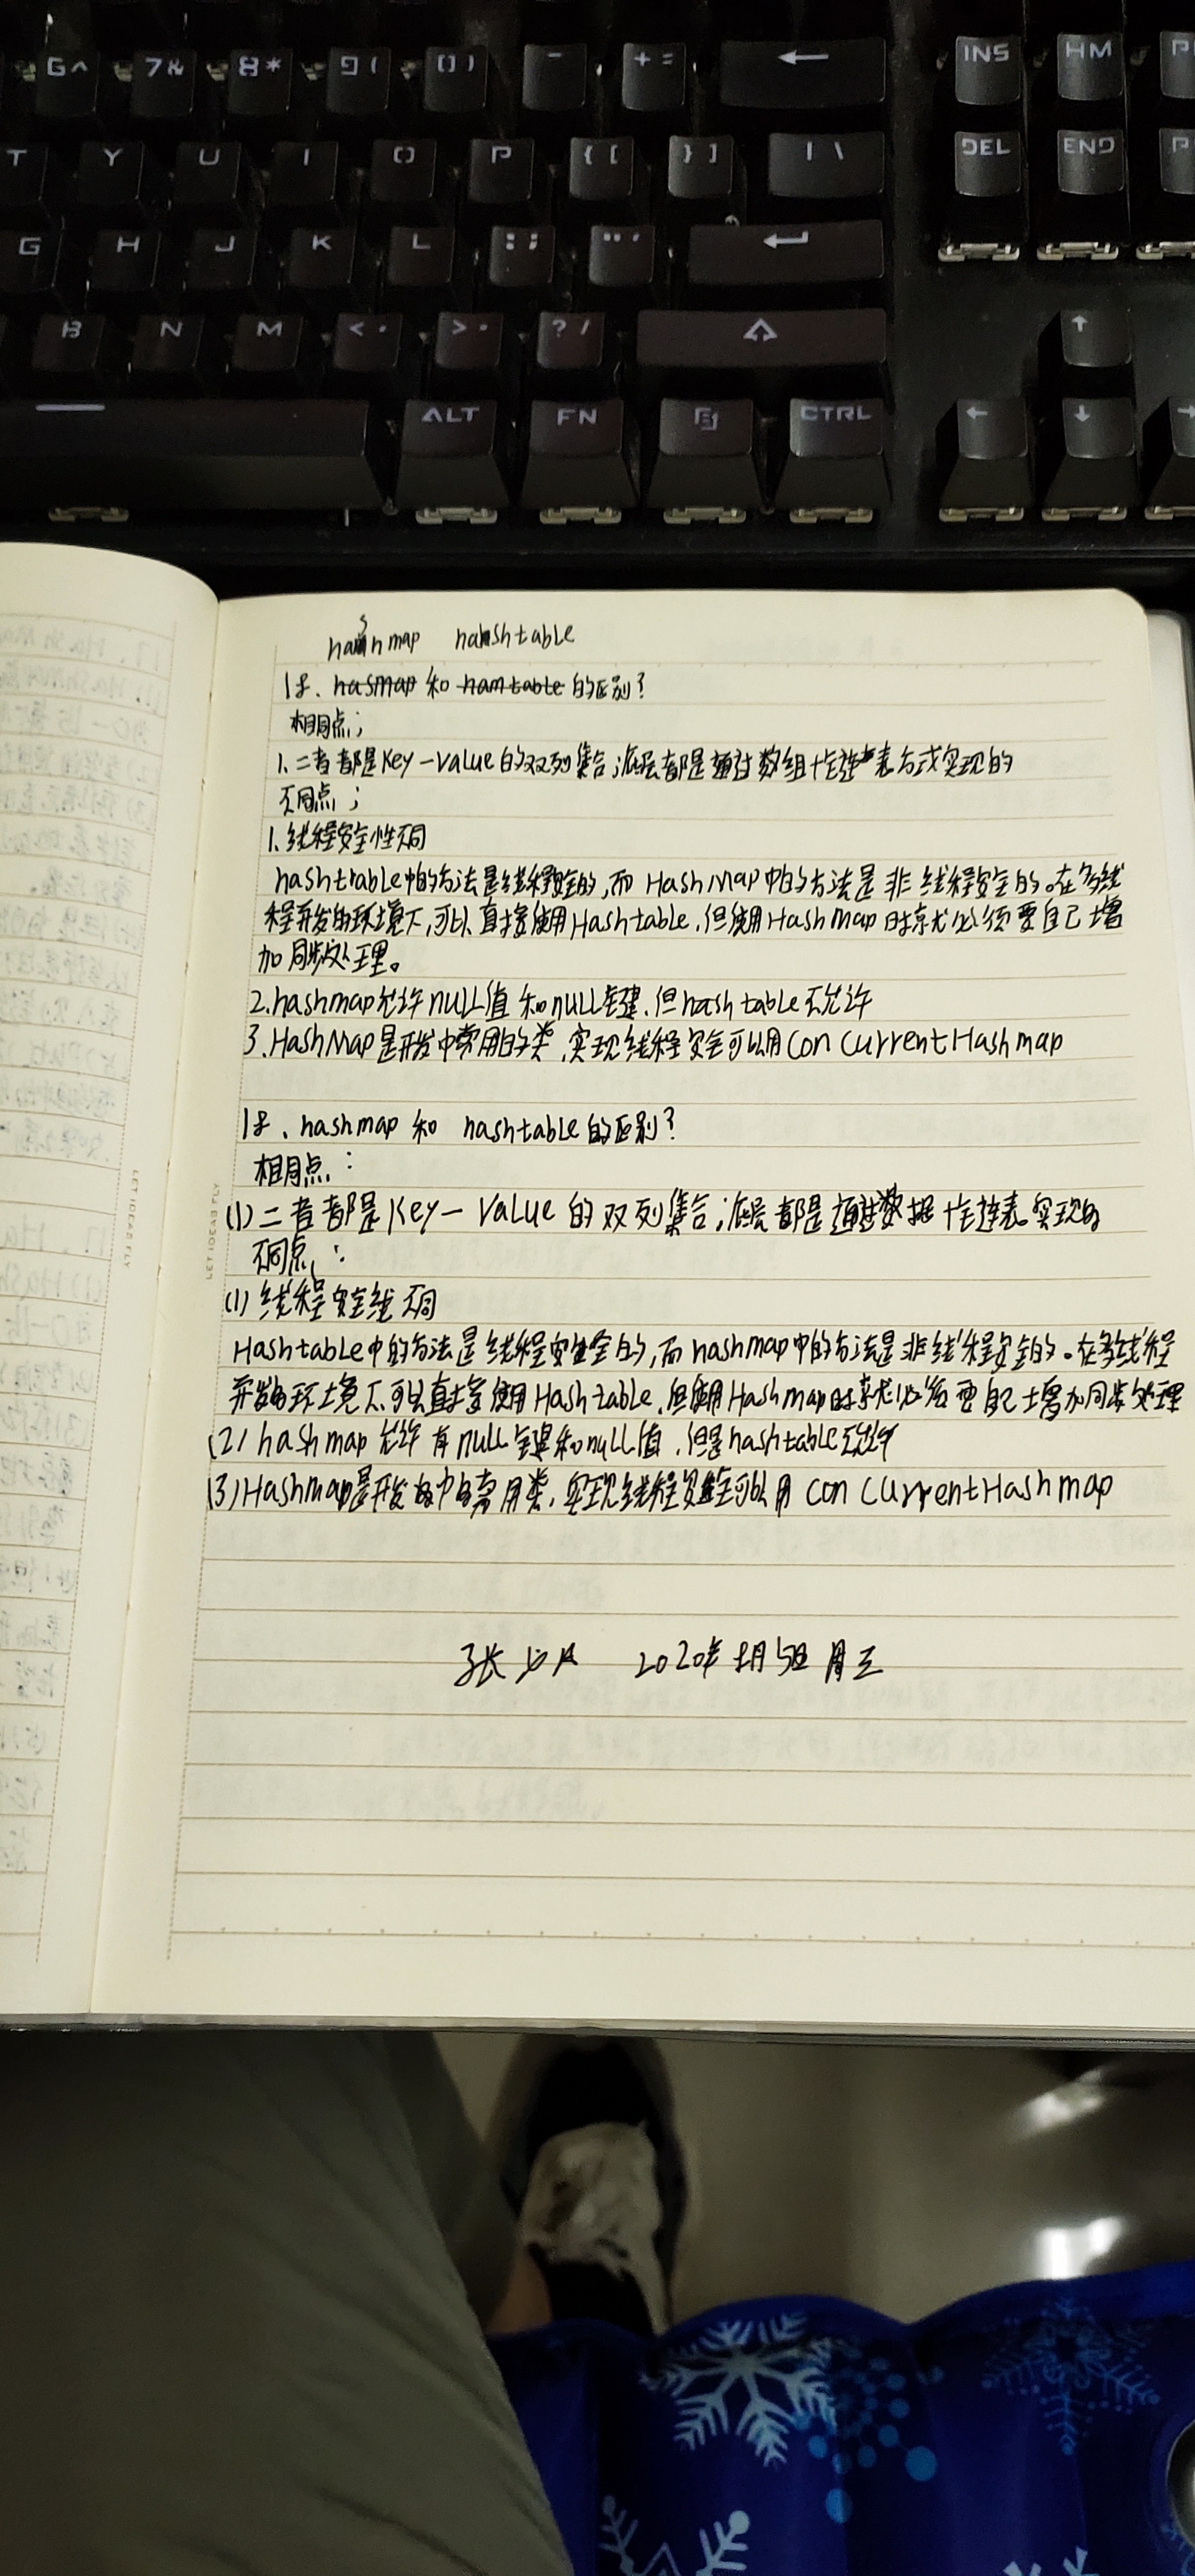 G ^ 7 & 8 * 9 ( 0 ) - + = ← INS HM P
T Y U I O P { [ } ] | \ DEL END P
G H J K L : ; " ' ↵
B N M < , > . ? / ↑
ALT FN CTRL ← ↓ →
hashmap hashtable
18. hasmap 和 hamtable 的区别?
相同点;
1. 二者都是Key-value的双列集合;底层都是通过数组+链表方式实现的
不同点;
1. 线程安全性不同
hashtrable中的方法是线程安全的,而 HashMap中的方法是 非 线程安全的。在多线
程开发的环境下,可以直接使用Hashtable,但使用HashMap时就必须要自己增
加同步处理。
2.hashmap允许null值和null键,但hashtable不允许
3.HashMap是开发中常用的类,实现线程安全可以用ConcurrentHashmap
18、hashmap 和 hashtable的区别?
相同点:
(1)二者都是Key-Value的双列集合;底层都是通过数据+链表实现的
不同点:
(1) 线程安全线不同
Hashtable中的方法是线程安全的,而hashmap中的方法是非线程安全的。在多线程
开发的环境下可以直接使用Hashtable,但使用Hashmap时就必须要自己增加同步处理
(2) hashmap允许有null键和null值,但是hashtable不允许
(3)Hashmap是开发中的常用类,实现线程安全可以用 ConcurrentHashmap
张 2020年 月5日 周三
LET IDEAS FLY
LET IDEAS FLY